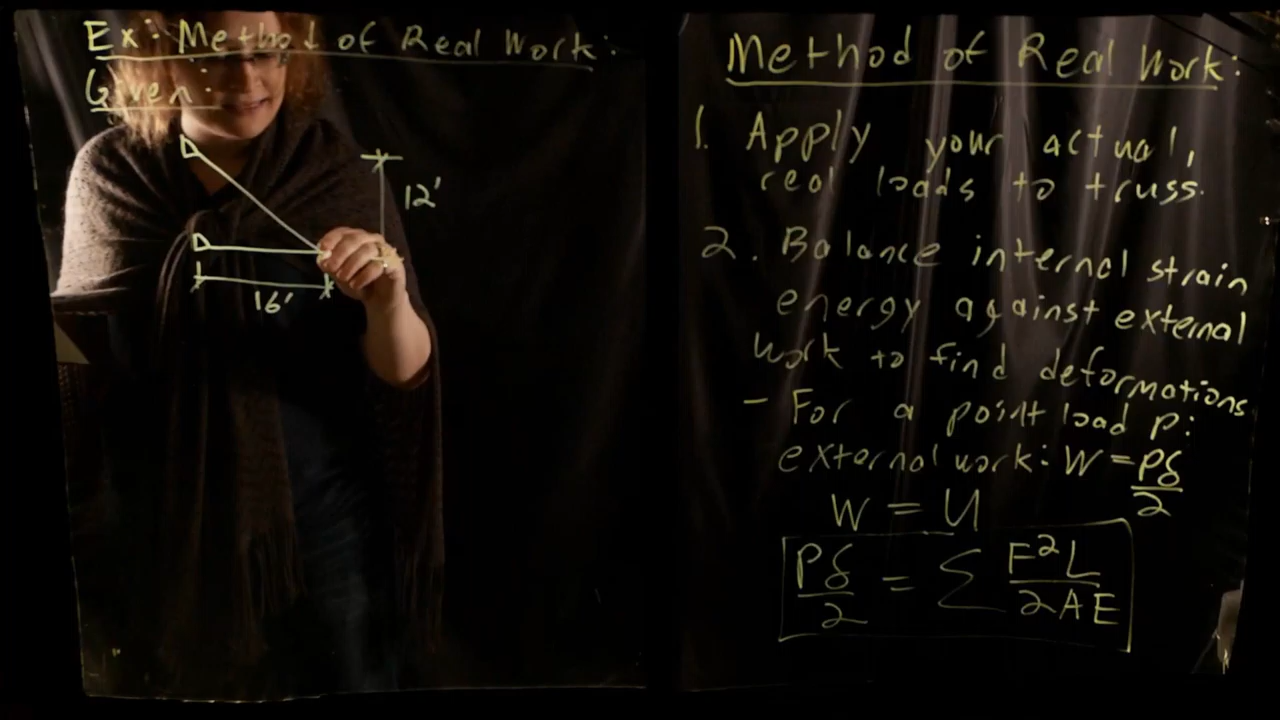 Ex: Method of Real Work:
Given:
12'
16'
Method of Real Work:
1. Apply your actual,
real loads to truss.
2. Balance internal strain
energy against external
work to find deformations
- For a point load P:
external work: W = Pδ/2
W = U
Pδ/2 = Σ F²L/2AE